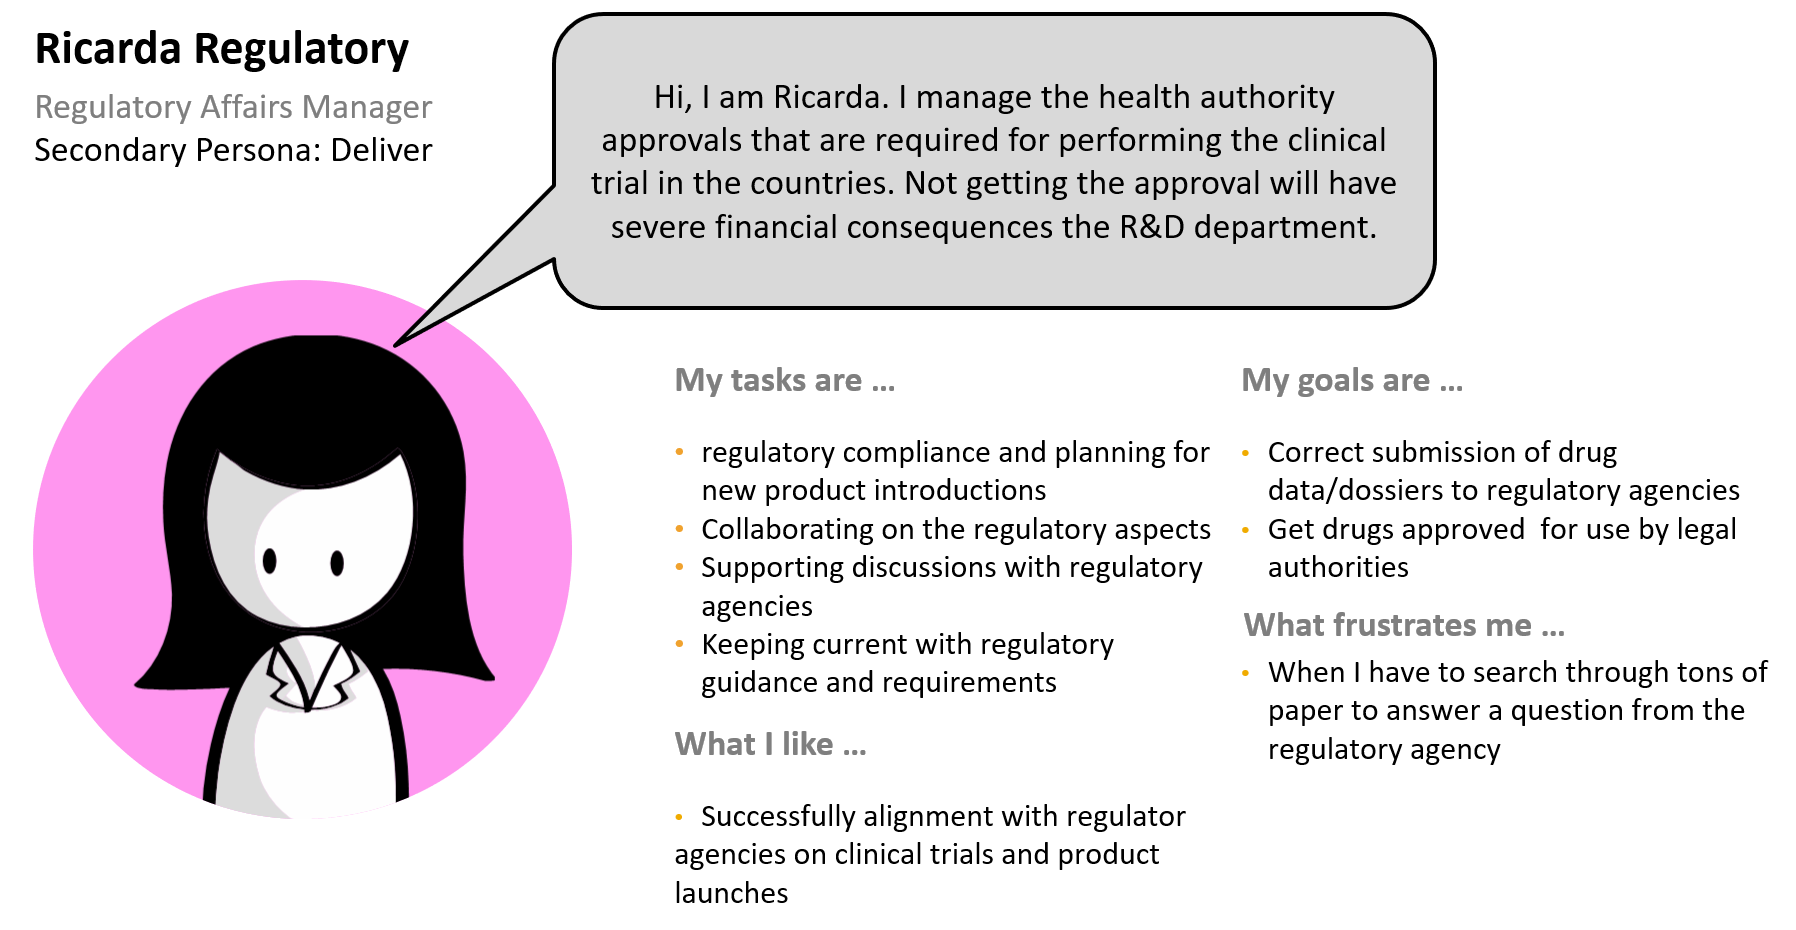 Ricarda Regulatory
Regulatory Affairs Manager
Secondary Persona: Deliver
Hi, I am Ricarda. I manage the health authority
approvals that are required for performing the clinical
trial in the countries. Not getting the approval will have
severe financial consequences the R&D department.
My tasks are ...
• regulatory compliance and planning for
new product introductions
• Collaborating on the regulatory aspects
• Supporting discussions with regulatory
agencies
• Keeping current with regulatory
guidance and requirements
What I like ...
• Successfully alignment with regulator
agencies on clinical trials and product
launches
My goals are ...
• Correct submission of drug
data/dossiers to regulatory agencies
• Get drugs approved  for use by legal
authorities
What frustrates me ...
• When I have to search through tons of
paper to answer a question from the
regulatory agency